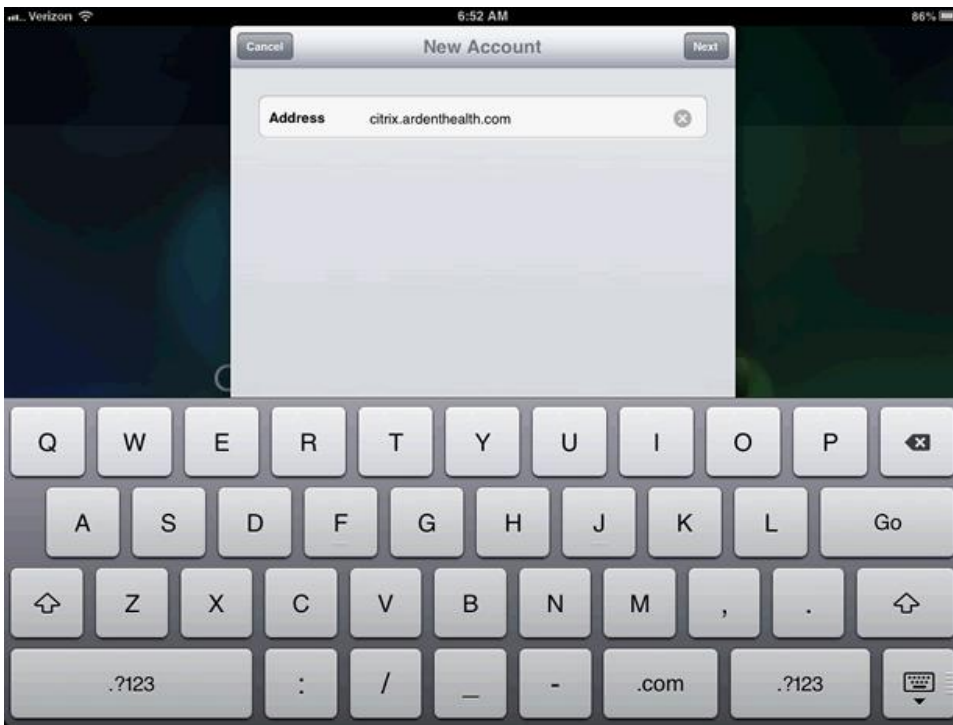 Verizon 6:52 AM 86%
Cancel New Account Next
Address citrix.ardenthealth.com
Q W E R T Y U I O P
A S D F G H J K L Go
Z X C V B N M , .
.?123 : / _ - .com .?123